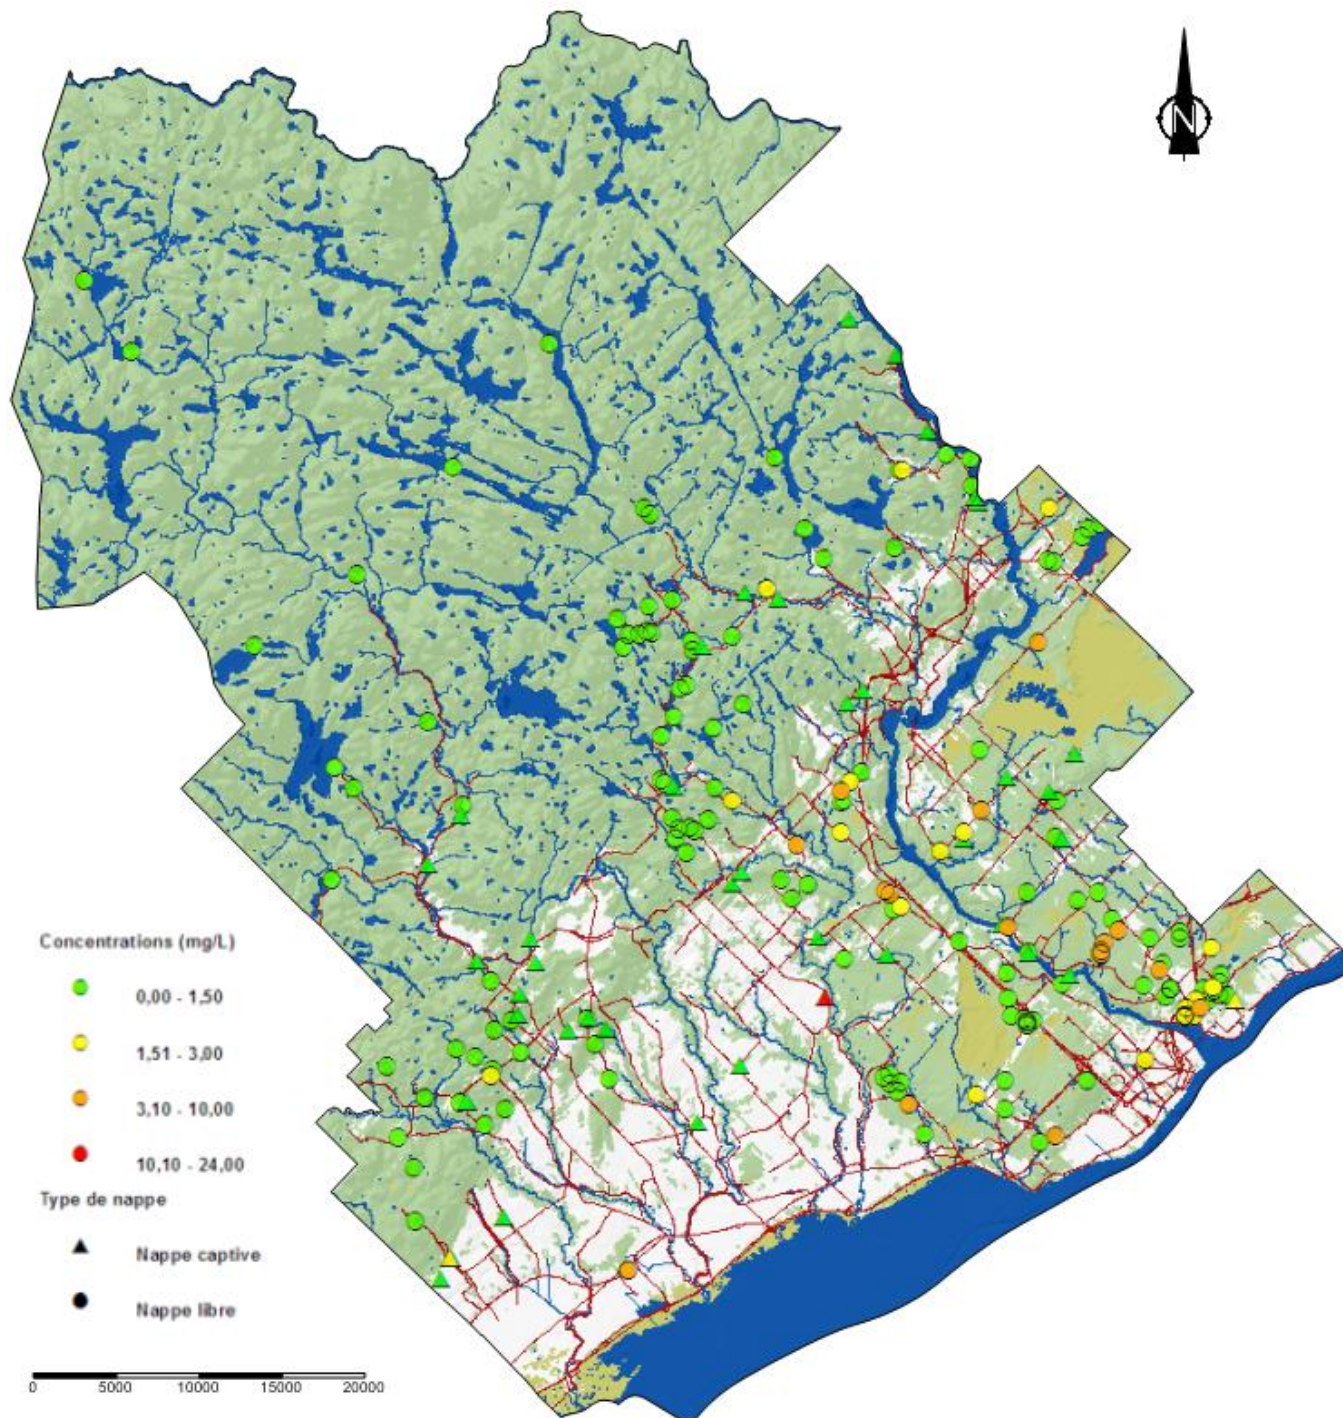 N
Concentrations (mg/L)
0,00 - 1,50
1,51 - 3,00
3,10 - 10,00
10,10 - 24,00
Type de nappe
Nappe captive
Nappe libre
0 5000 10000 15000 20000